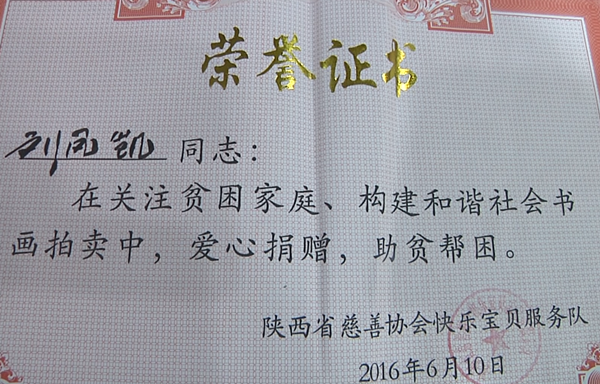 荣誉证书
刘凤凯 同志：
在关注贫困家庭、构建和谐社会书
画拍卖中，爱心捐赠，助贫帮困。
陕西省慈善协会快乐宝贝服务队
2016年6月10日